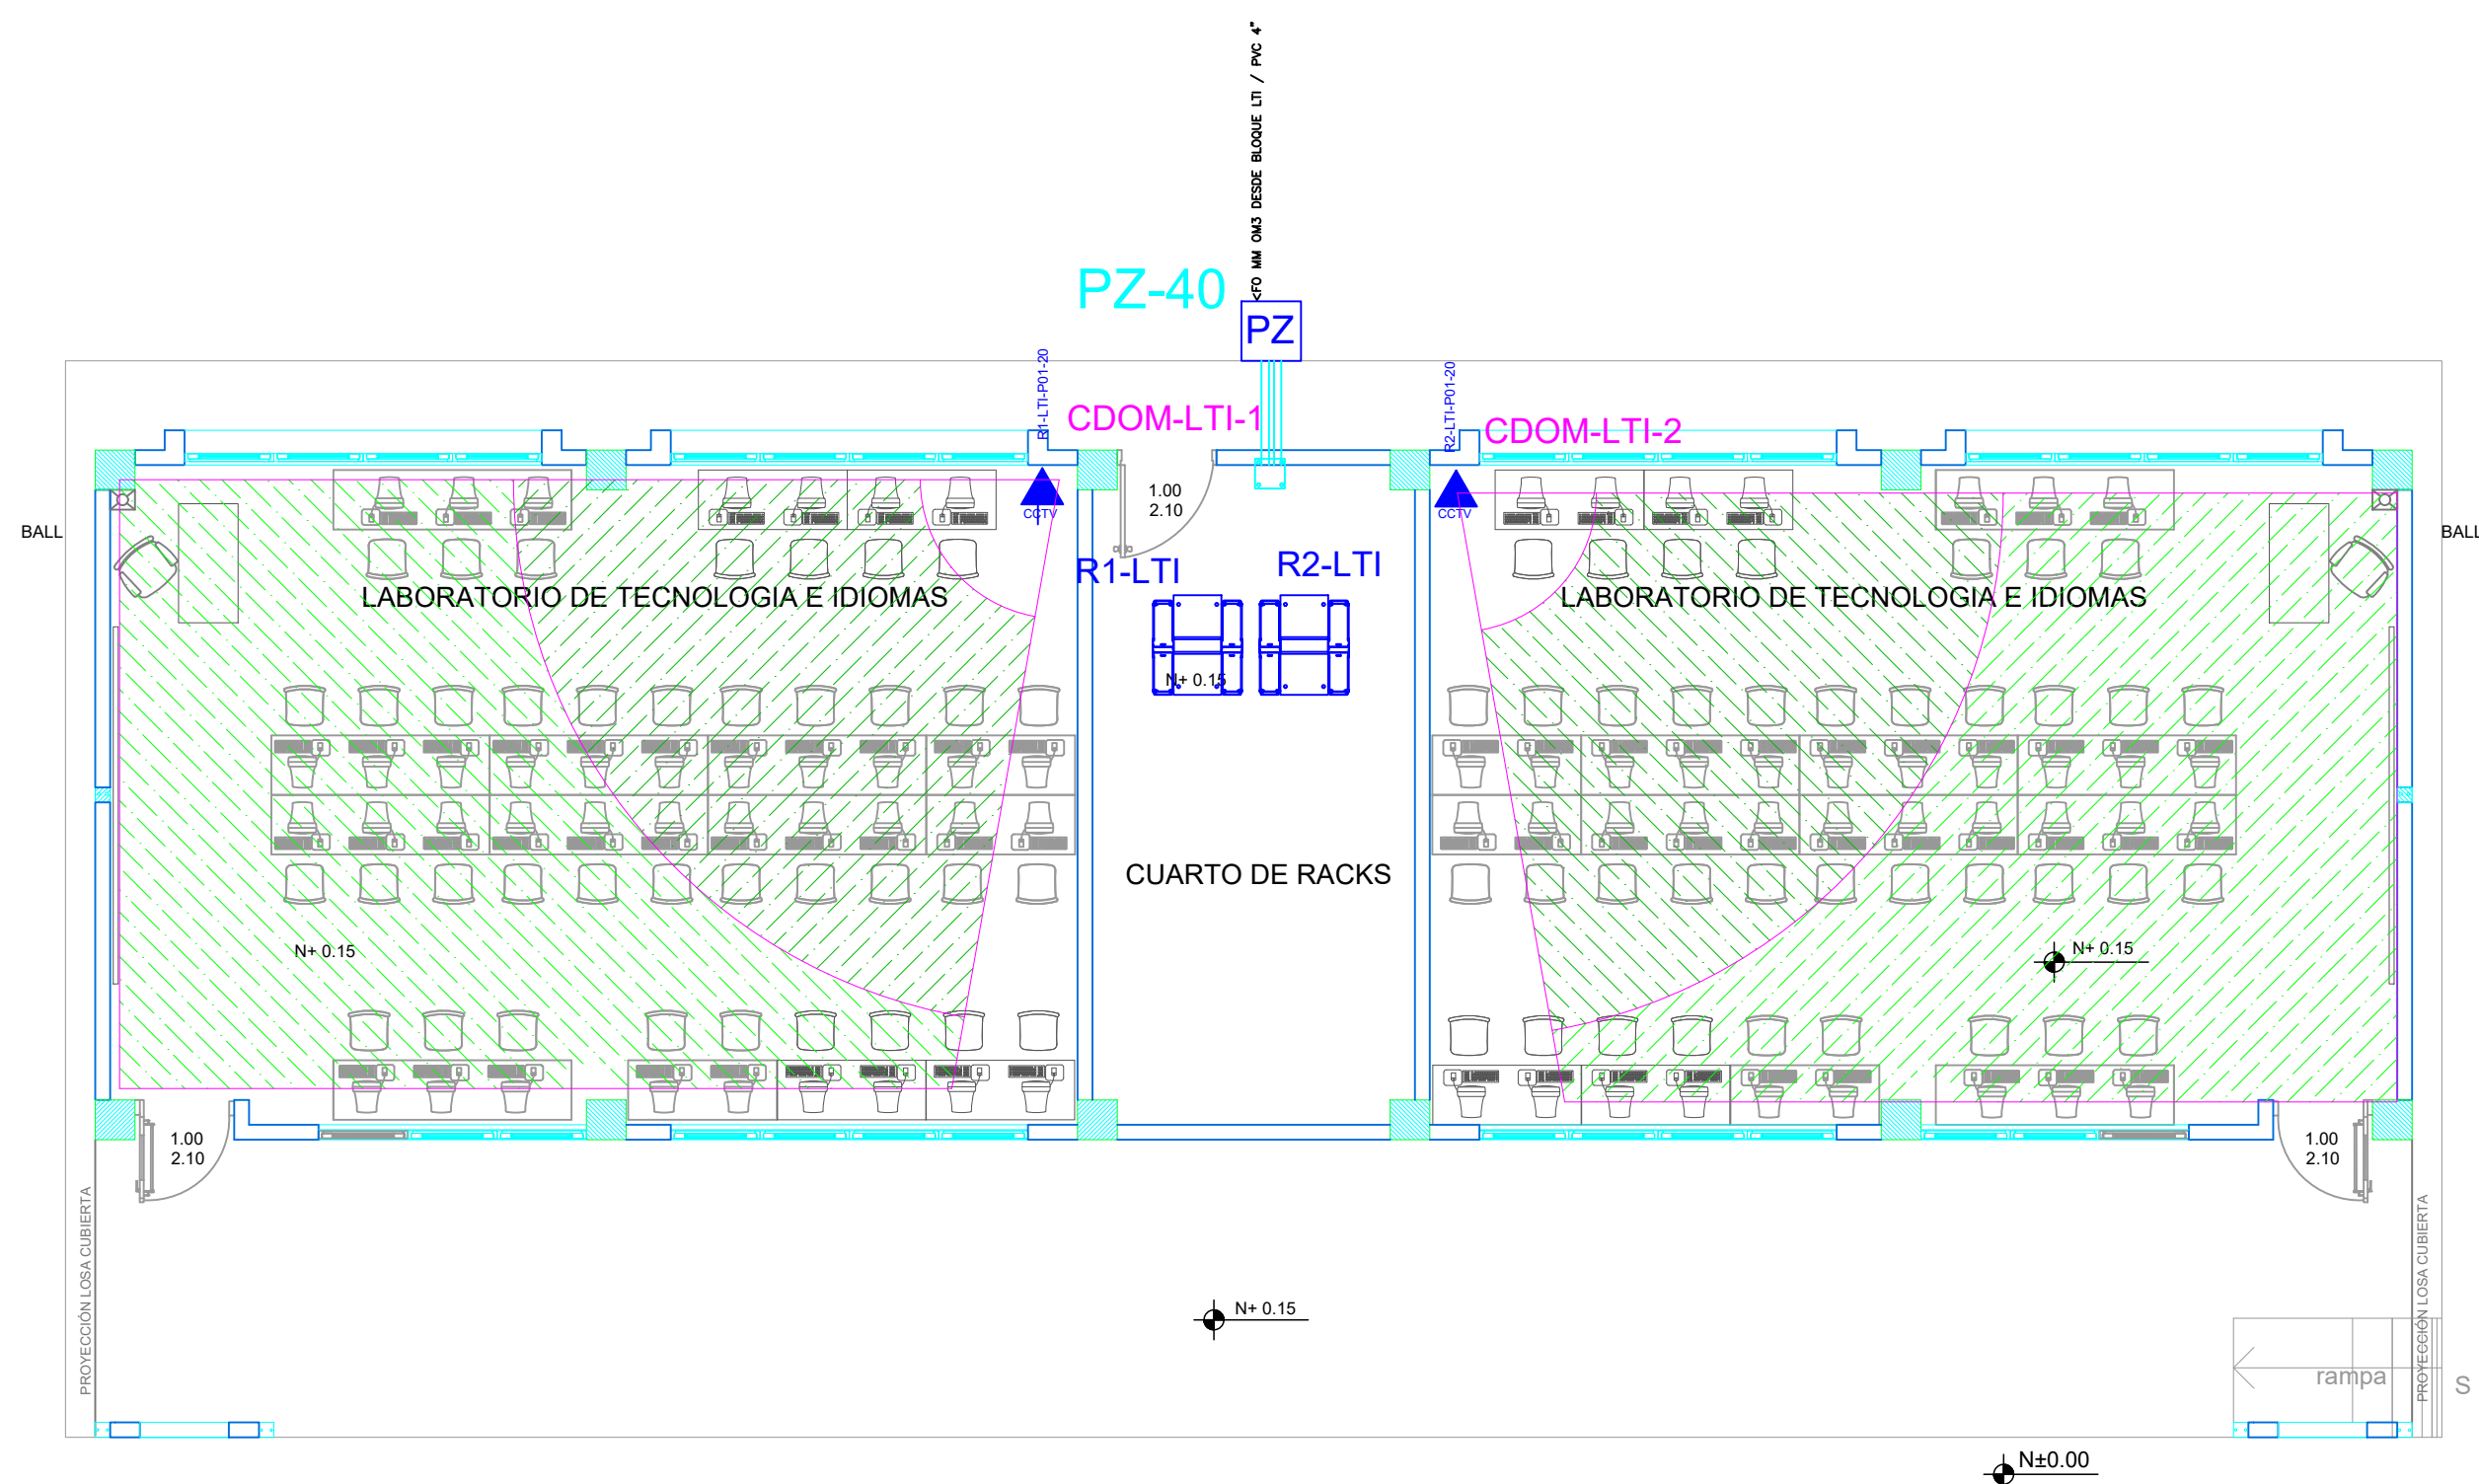 <FO MM OM3 DESDE BLOQUE LTI / PVC 4"
PZ-40
PZ
R1-LTI-P01-20
R2-LTI-P01-20
CDOM-LTI-1
CDOM-LTI-2
CCTV
CCTV
1.00
2.10
BALL
BALL
R1-LTI
R2-LTI
LABORATORIO DE TECNOLOGIA E IDIOMAS
LABORATORIO DE TECNOLOGIA E IDIOMAS
N+ 0.15
CUARTO DE RACKS
N+ 0.15
N+ 0.15
1.00
2.10
1.00
2.10
PROYECCIÓN LOSA CUBIERTA
PROYECCIÓN LOSA CUBIERTA
N+ 0.15
rampa
S
N±0.00